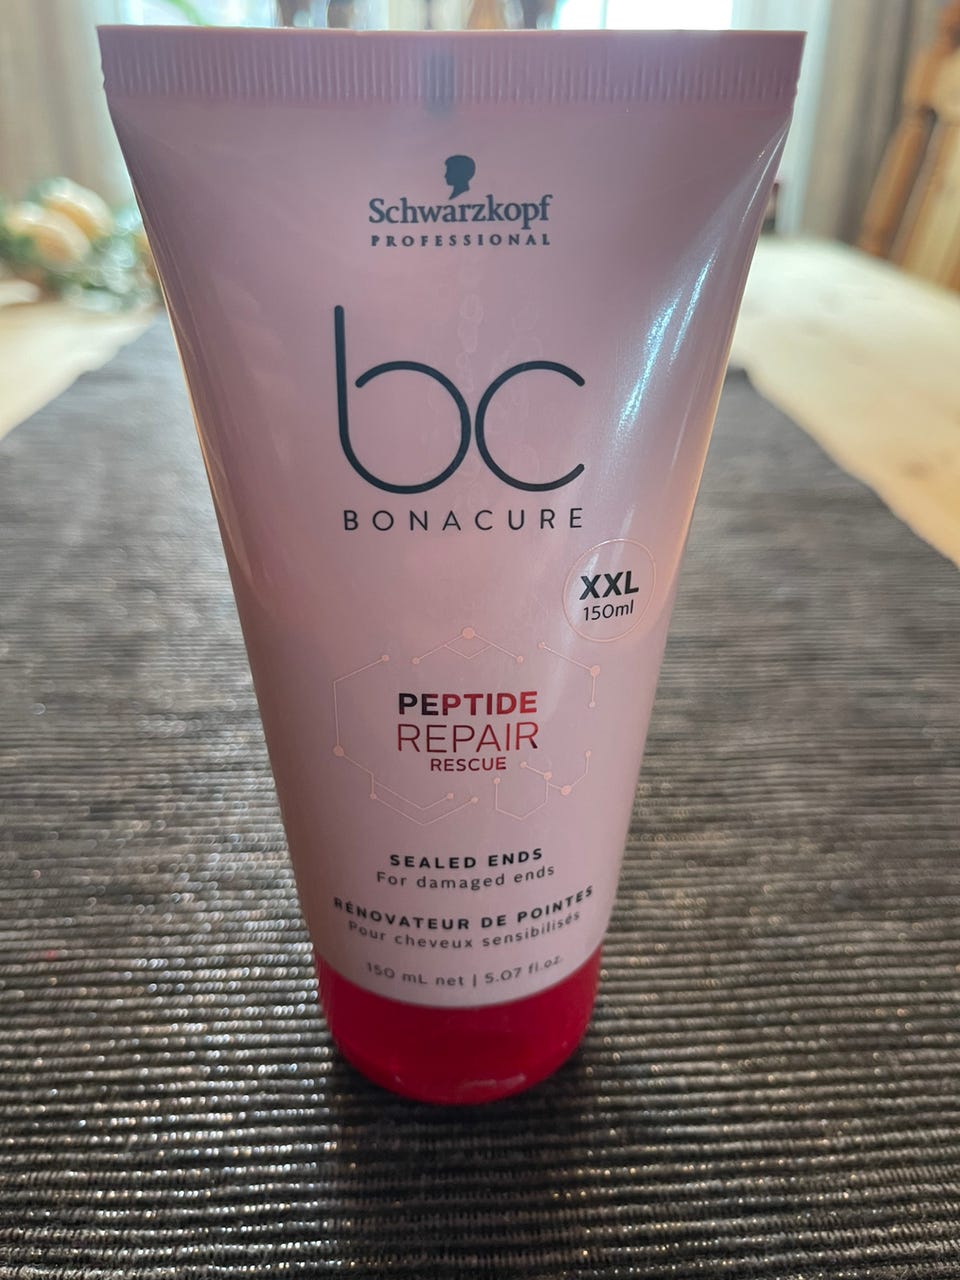 Schwarzkopf
PROFESSIONAL
bc
BONACURE
XXL
150ml
PEPTIDE
REPAIR
RESCUE
SEALED ENDS
For damaged ends
RÉNOVATEUR DE POINTES
Pour cheveux sensibilisés
150 mL net | 5.07 fl.oz.